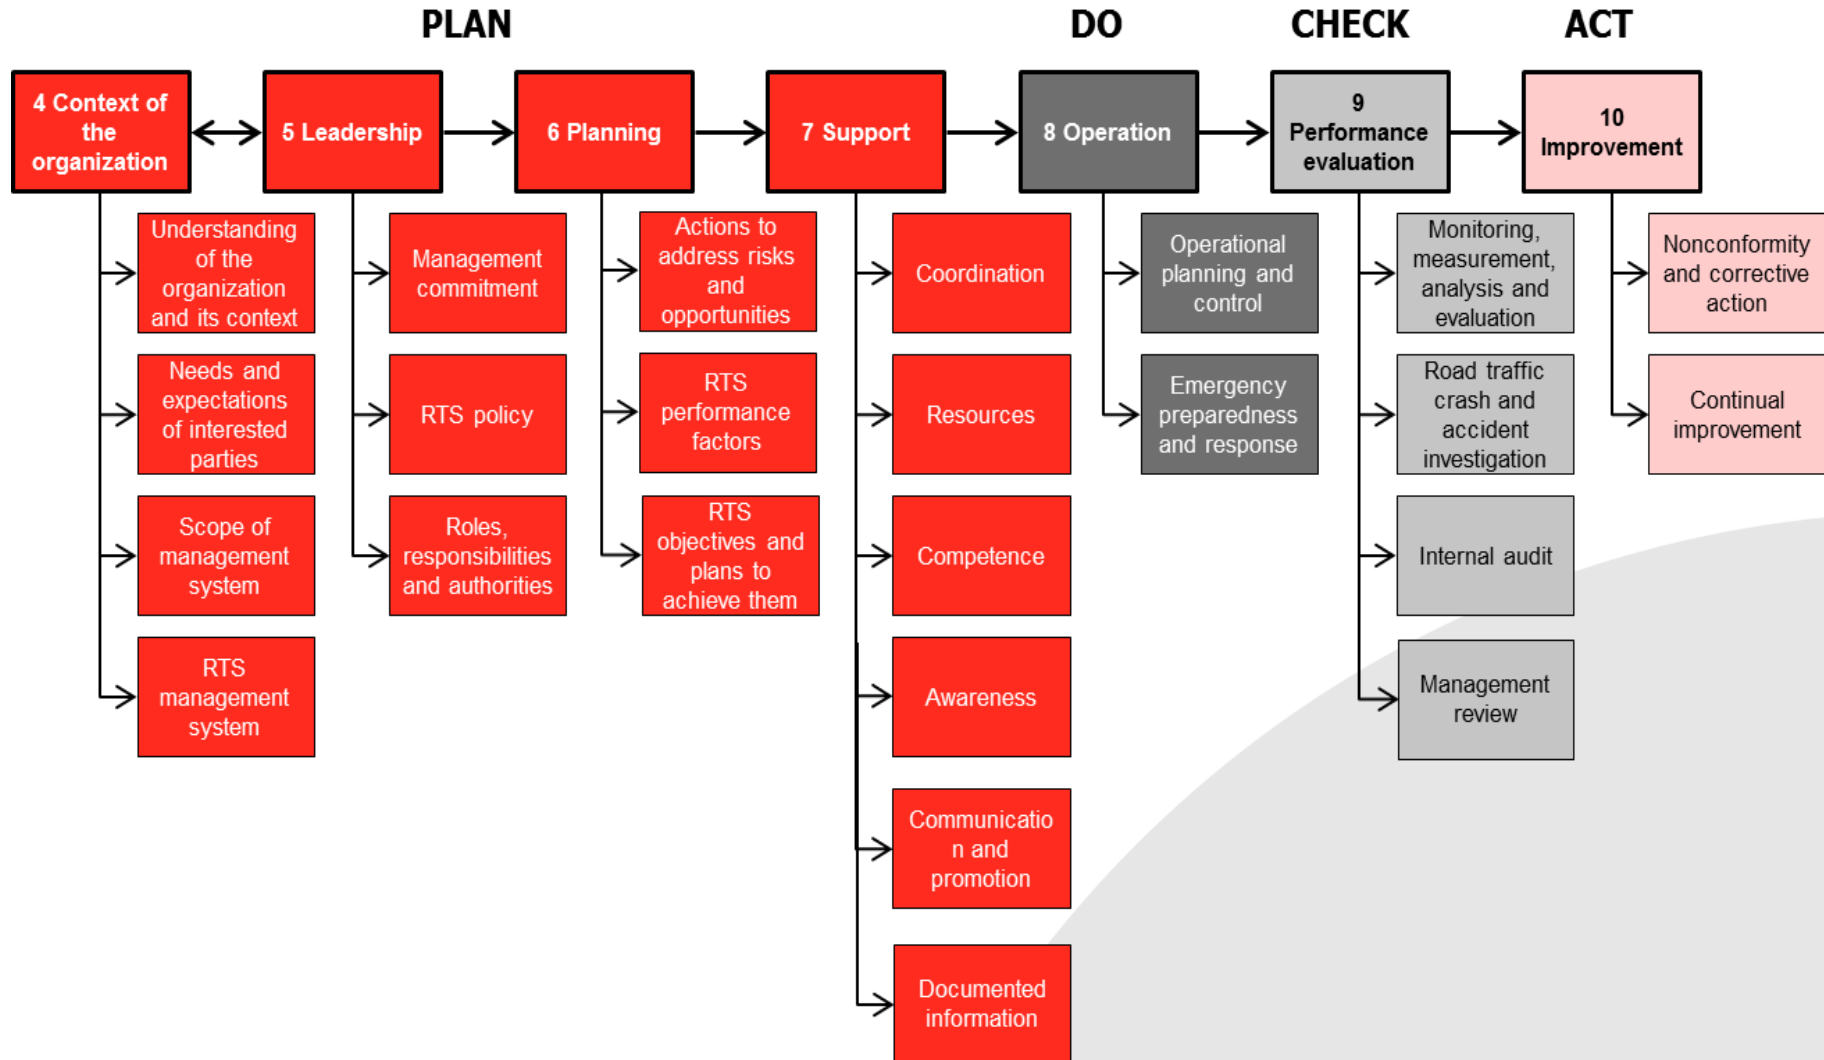 PLAN
DO
CHECK
ACT
4 Context of
the
organization
5 Leadership
6 Planning
7 Support
8 Operation
9
Performance
evaluation
10
Improvement
Understanding
of the
organization
and its context
Needs and
expectations
of interested
parties
Scope of
management
system
RTS
management
system
Management
commitment
RTS policy
Roles,
responsibilities
and authorities
Actions to
address risks
and
opportunities
RTS
performance
factors
RTS
objectives and
plans to
achieve them
Coordination
Resources
Competence
Awareness
Communicatio
n and
promotion
Documented
information
Operational
planning and
control
Emergency
preparedness
and response
Monitoring,
measurement,
analysis and
evaluation
Road traffic
crash and
accident
investigation
Internal audit
Management
review
Nonconformity
and corrective
action
Continual
improvement